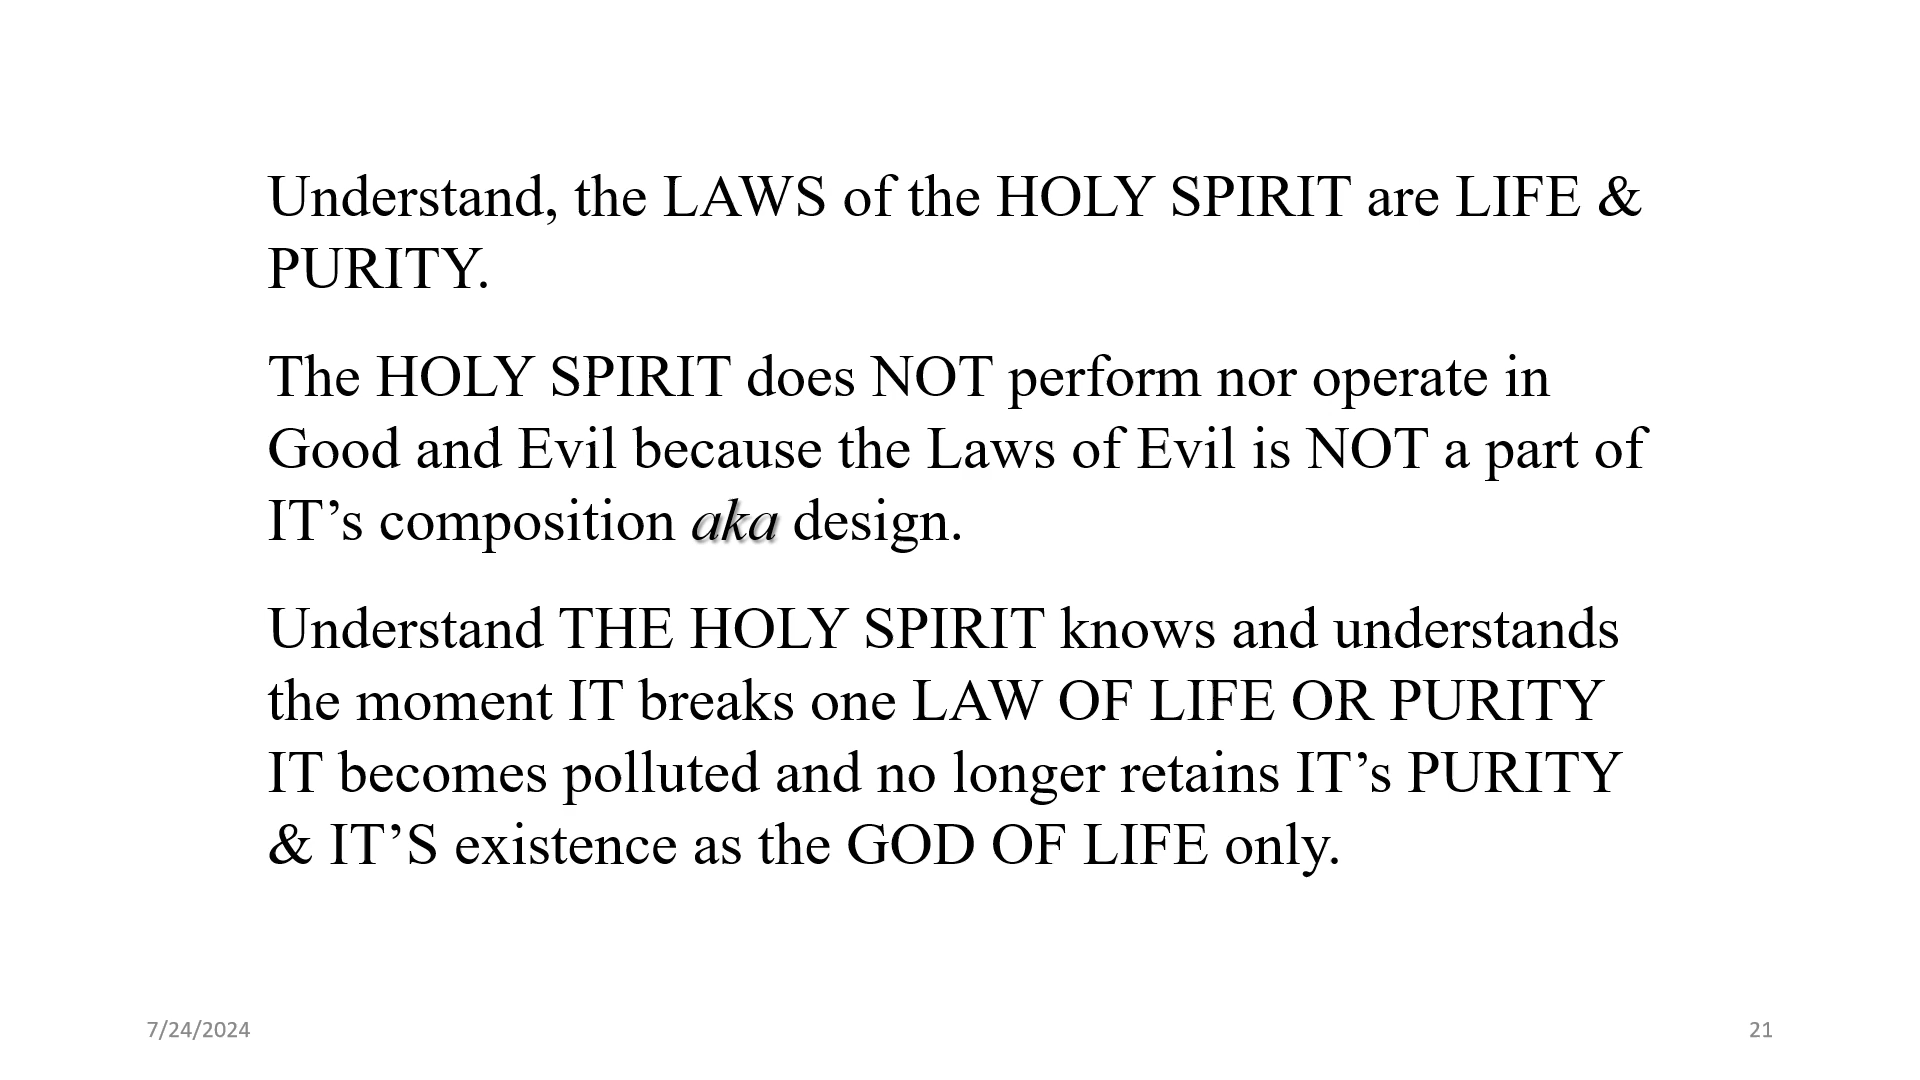 Understand, the LAWS of the HOLY SPIRIT are LIFE &
PURITY.
The HOLY SPIRIT does NOT perform nor operate in
Good and Evil because the Laws of Evil is NOT a part of
IT’s composition aka design.
Understand THE HOLY SPIRIT knows and understands
the moment IT breaks one LAW OF LIFE OR PURITY
IT becomes polluted and no longer retains IT’s PURITY
& IT’S existence as the GOD OF LIFE only.
7/24/2024
21